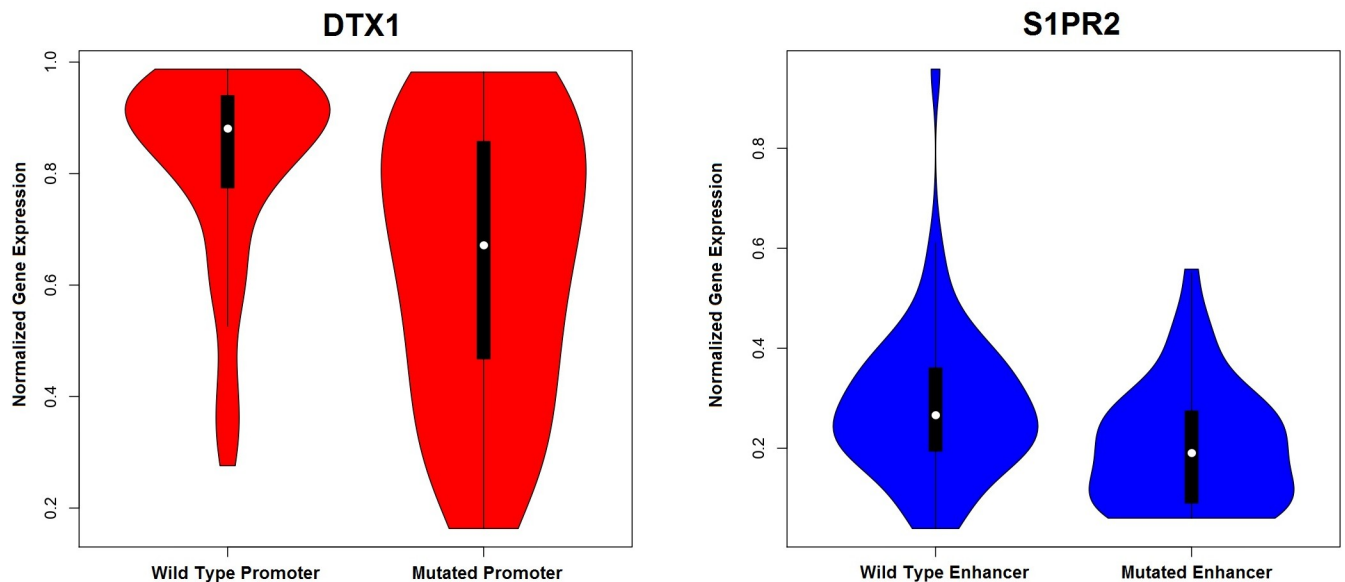 DTX1
Normalized Gene Expression
1.0
0.8
0.6
0.4
0.2
Wild Type Promoter
Mutated Promoter
S1PR2
Normalized Gene Expression
0.8
0.6
0.4
0.2
Wild Type Enhancer
Mutated Enhancer